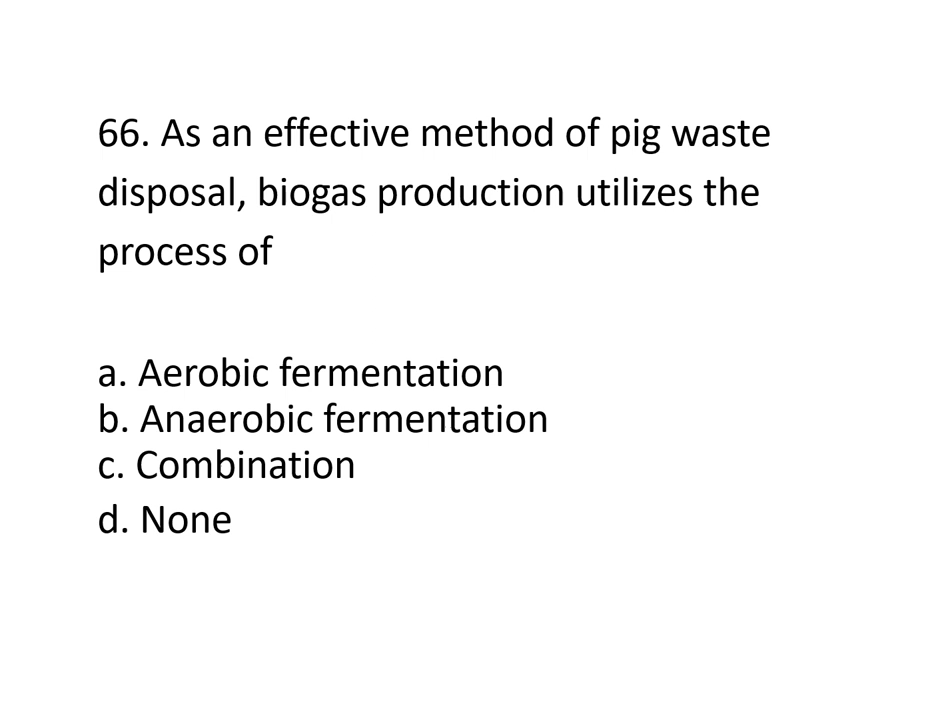 66. As an effective method of pig waste
disposal, biogas production utilizes the
process of
a. Aerobic fermentation
b. Anaerobic fermentation
c. Combination
d. None